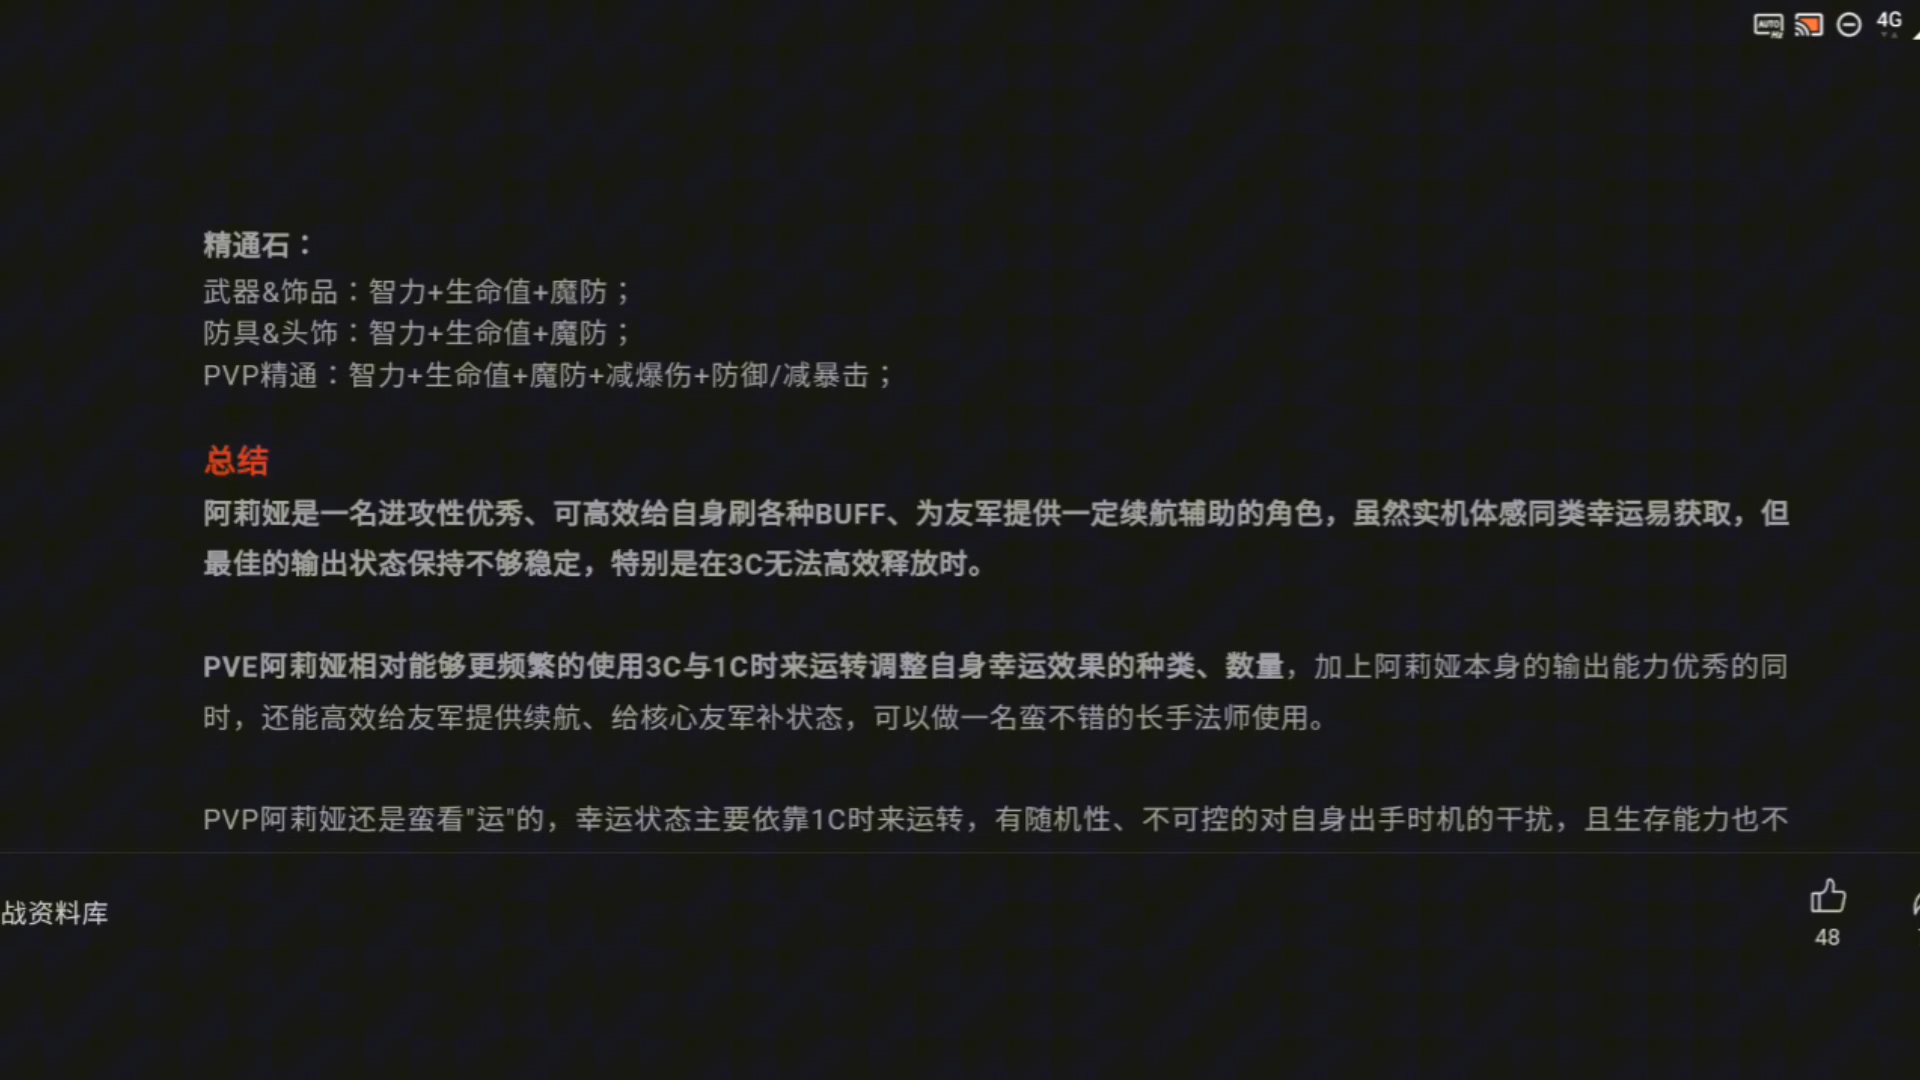 4G
精通石：
武器&饰品：智力+生命值+魔防；
防具&头饰：智力+生命值+魔防；
PVP精通：智力+生命值+魔防+减爆伤+防御/减暴击；
总结
阿莉娅是一名进攻性优秀、可高效给自身刷各种BUFF、为友军提供一定续航辅助的角色，虽然实机体感同类幸运易获取，但
最佳的输出状态保持不够稳定，特别是在3C无法高效释放时。
PVE阿莉娅相对能够更频繁的使用3C与1C时来运转调整自身幸运效果的种类、数量，加上阿莉娅本身的输出能力优秀的同
时，还能高效给友军提供续航、给核心友军补状态，可以做一名蛮不错的长手法师使用。
PVP阿莉娅还是蛮看"运"的，幸运状态主要依靠1C时来运转，有随机性、不可控的对自身出手时机的干扰，且生存能力也不
战资料库
48